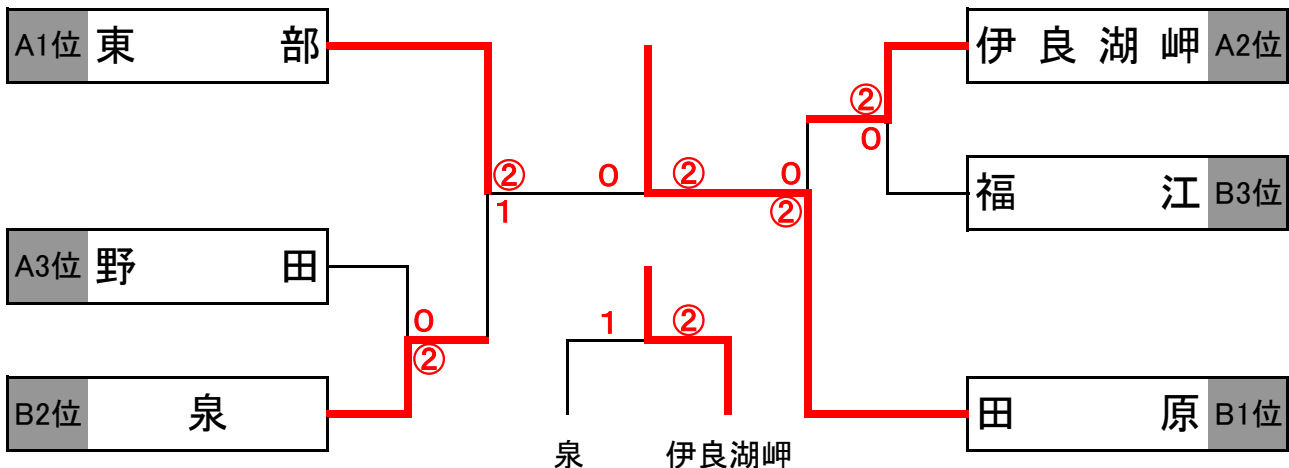 A1位 東 部
伊 良 湖 岬 A2位
②
0
② 0 ② 0
1 ②
福 江 B3位
A3位 野 田
0 1 ②
②
B2位 泉
田 原 B1位
泉 伊良湖岬